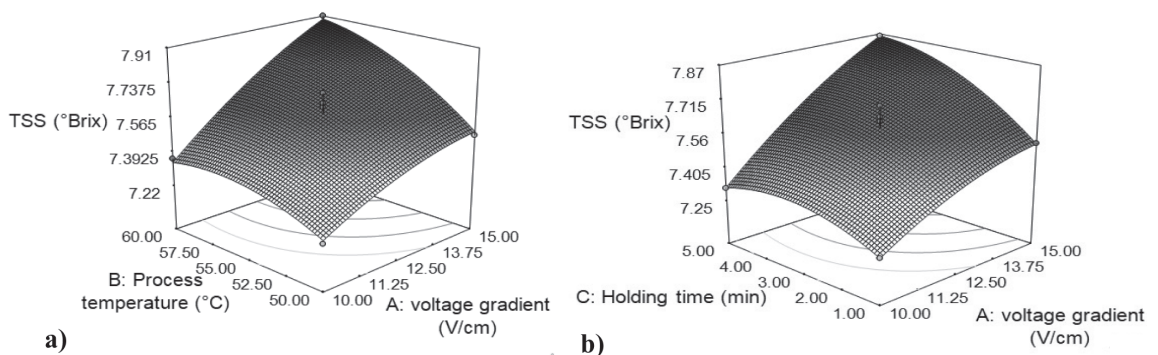 7.91
7.7375
TSS (°Brix)
7.565
7.3925
7.22
60.00
57.50
55.00
52.50
50.00
B: Process
temperature (°C)
15.00
13.75
12.50
11.25
10.00
A: voltage gradient
(V/cm)
a)
7.87
7.715
TSS (°Brix)
7.56
7.405
7.25
5.00
4.00
3.00
2.00
1.00
C: Holding time (min)
15.00
13.75
12.50
11.25
10.00
A: voltage gradient
(V/cm)
b)